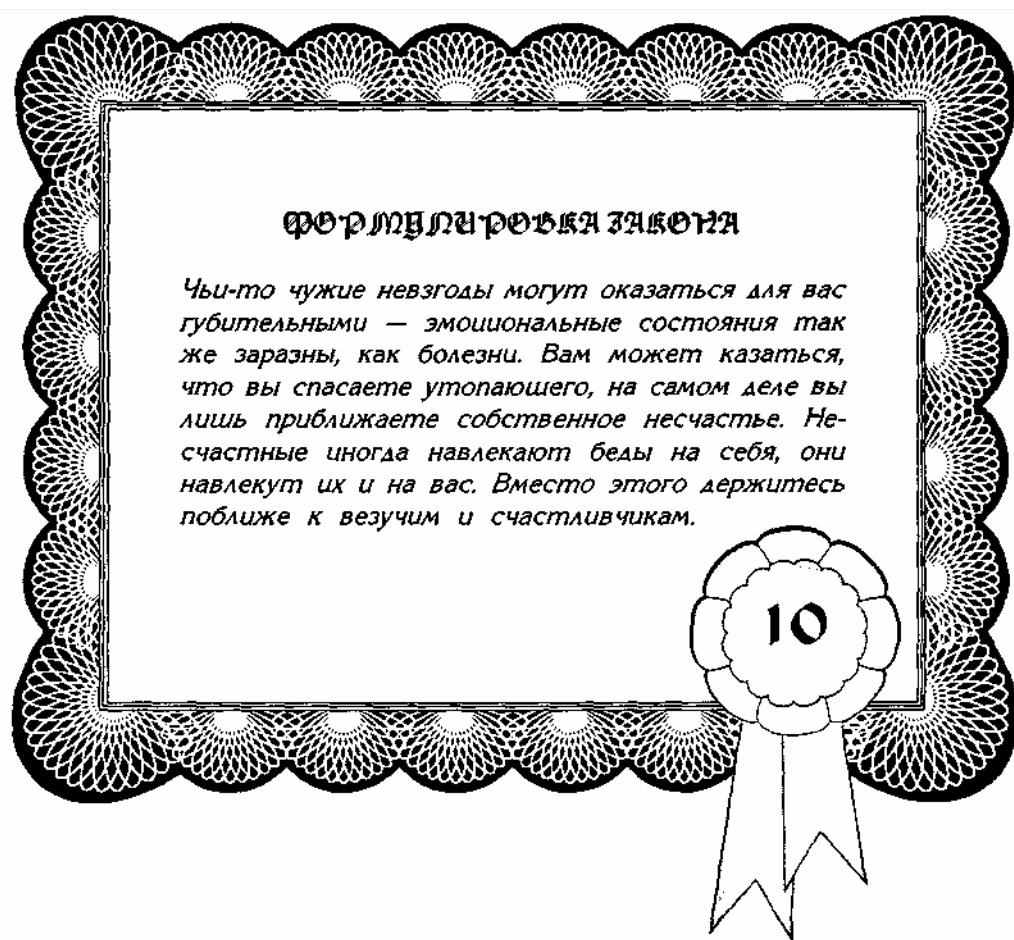 ФОРМУЛИРОВКА ЗАКОНА
Чьи-то чужие невзгоды могут оказаться для вас
губительными — эмоциональные состояния так
же заразны, как болезни. Вам может казаться,
что вы спасаете утопающего, на самом деле вы
лишь приближаете собственное несчастье. Не-
счастные иногда навлекают беды на себя, они
навлекут их и на вас. Вместо этого держитесь
поближе к везучим и счастливчикам.
10